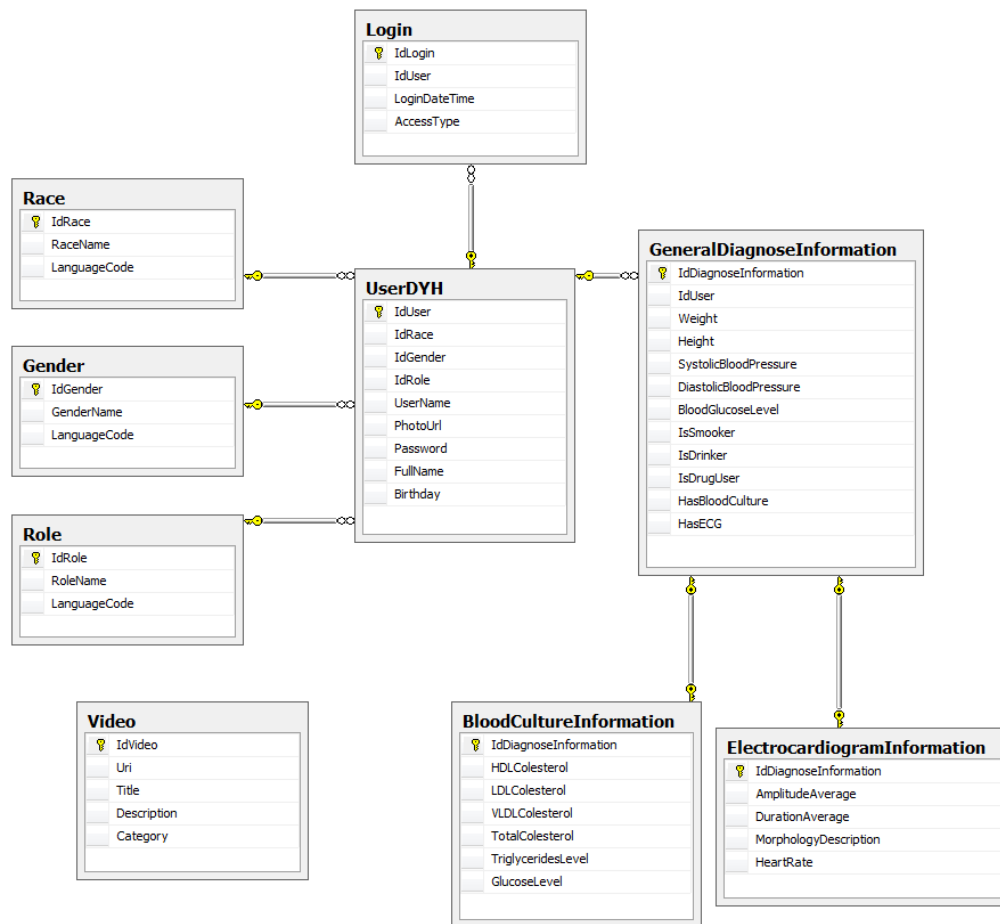 Login
IdLogin
IdUser
LoginDateTime
AccessType
Race
IdRace
RaceName
LanguageCode
Gender
IdGender
GenderName
LanguageCode
Role
IdRole
RoleName
LanguageCode
UserDYH
IdUser
IdRace
IdGender
IdRole
UserName
PhotoUrl
Password
FullName
Birthday
GeneralDiagnoseInformation
IdDiagnoseInformation
IdUser
Weight
Height
SystolicBloodPressure
DiastolicBloodPressure
BloodGlucoseLevel
IsSmooker
IsDrinker
IsDrugUser
HasBloodCulture
HasECG
Video
IdVideo
Uri
Title
Description
Category
BloodCultureInformation
IdDiagnoseInformation
HDLColesterol
LDLColesterol
VLDLColesterol
TotalColesterol
TriglyceridesLevel
GlucoseLevel
ElectrocardiogramInformation
IdDiagnoseInformation
AmplitudeAverage
DurationAverage
MorphologyDescription
HeartRate